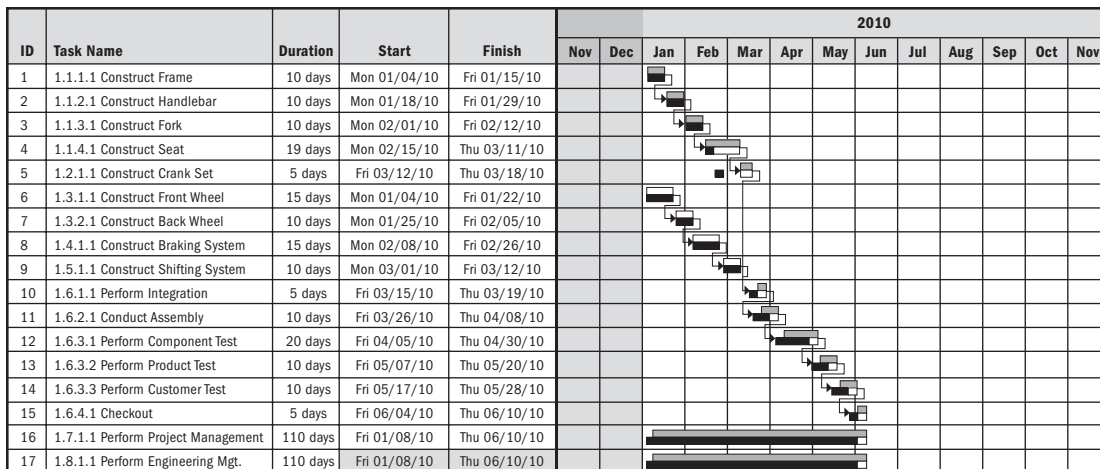 2010
ID Task Name Duration Start Finish Nov Dec Jan Feb Mar Apr May Jun Jul Aug Sep Oct Nov
1 1.1.1.1 Construct Frame 10 days Mon 01/04/10 Fri 01/15/10
2 1.1.2.1 Construct Handlebar 10 days Mon 01/18/10 Fri 01/29/10
3 1.1.3.1 Construct Fork 10 days Mon 02/01/10 Fri 02/12/10
4 1.1.4.1 Construct Seat 19 days Mon 02/15/10 Thu 03/11/10
5 1.2.1.1 Construct Crank Set 5 days Fri 03/12/10 Thu 03/18/10
6 1.3.1.1 Construct Front Wheel 15 days Mon 01/04/10 Fri 01/22/10
7 1.3.2.1 Construct Back Wheel 10 days Mon 01/25/10 Fri 02/05/10
8 1.4.1.1 Construct Braking System 15 days Mon 02/08/10 Fri 02/26/10
9 1.5.1.1 Construct Shifting System 10 days Mon 03/01/10 Fri 03/12/10
10 1.6.1.1 Perform Integration 5 days Fri 03/15/10 Thu 03/19/10
11 1.6.2.1 Conduct Assembly 10 days Fri 03/26/10 Thu 04/08/10
12 1.6.3.1 Perform Component Test 20 days Fri 04/05/10 Thu 04/30/10
13 1.6.3.2 Perform Product Test 10 days Fri 05/07/10 Thu 05/20/10
14 1.6.3.3 Perform Customer Test 10 days Fri 05/17/10 Thu 05/28/10
15 1.6.4.1 Checkout 5 days Fri 06/04/10 Thu 06/10/10
16 1.7.1.1 Perform Project Management 110 days Fri 01/08/10 Thu 06/10/10
17 1.8.1.1 Perform Engineering Mgt. 110 days Fri 01/08/10 Thu 06/10/10